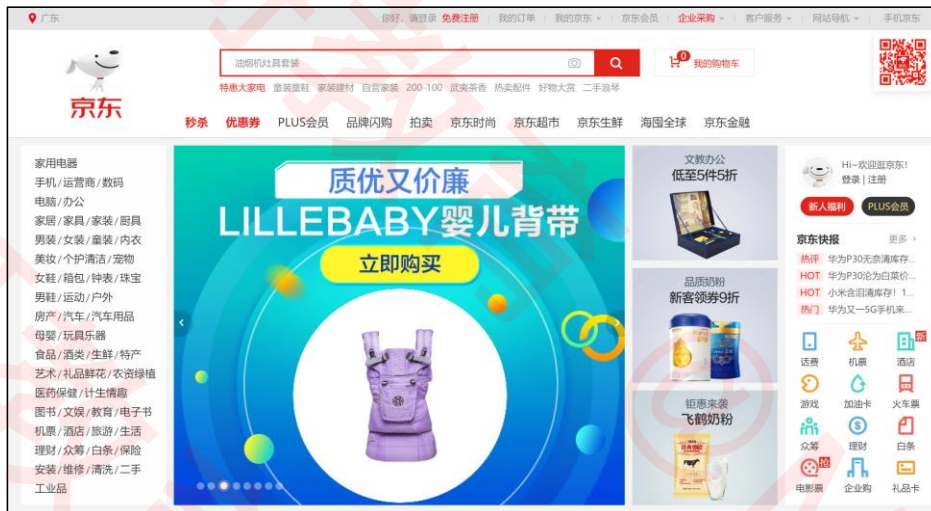 广东
你好，请登录 免费注册 我的订单 我的京东 京东会员 企业采购 客户服务 网站导航 手机京东
京东
油烟机灶具套装
0 我的购物车
特惠大家电 童装童鞋 家装建材 自营家装 200-100 武夷茶香 热卖配件 好物大赏 二手浪琴
秒杀 优惠券 PLUS会员 品牌闪购 拍卖 京东时尚 京东超市 京东生鲜 海囤全球 京东金融
家用电器
手机/运营商/数码
电脑/办公
家居/家具/家装/厨具
男装/女装/童装/内衣
美妆/个护清洁/宠物
女鞋/箱包/钟表/珠宝
男鞋/运动/户外
房产/汽车/汽车用品
母婴/玩具乐器
食品/酒类/生鲜/特产
艺术/礼品鲜花/农资绿植
医药保健/计生情趣
图书/文娱/教育/电子书
机票/酒店/旅游/生活
理财/众筹/白条/保险
安装/维修/清洗/二手
工业品
质优又价廉
LILLEBABY婴儿背带
立即购买
文教办公
低至5件5折
品质奶粉
新客领券9折
钜惠来袭
飞鹤奶粉
Hi~欢迎逛京东!
登录 | 注册
新人福利 PLUS会员
京东快报 更多
热评 华为P30无奈清库存...
HOT 华为P30沦为白菜价...
HOT 小米含泪清库存! 1...
热门 华为又一5G手机来...
新
话费 机票 酒店
游戏 加油卡 火车票
众筹 理财 白条
抢
电影票 企业购 礼品卡